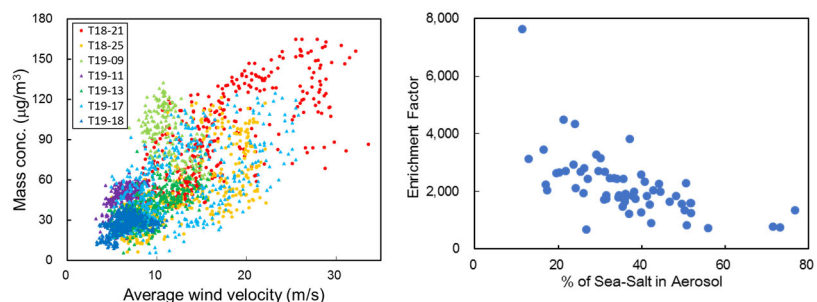 180
150
120
90
60
30
0
Mass conc. (μg/m³)
T18-21
T18-25
T19-09
T19-11
T19-13
T19-17
T19-18
0 10 20 30
Average wind velocity (m/s)
8,000
6,000
4,000
2,000
0
Enrichment Factor
0 20 40 60 80
% of Sea-Salt in Aerosol